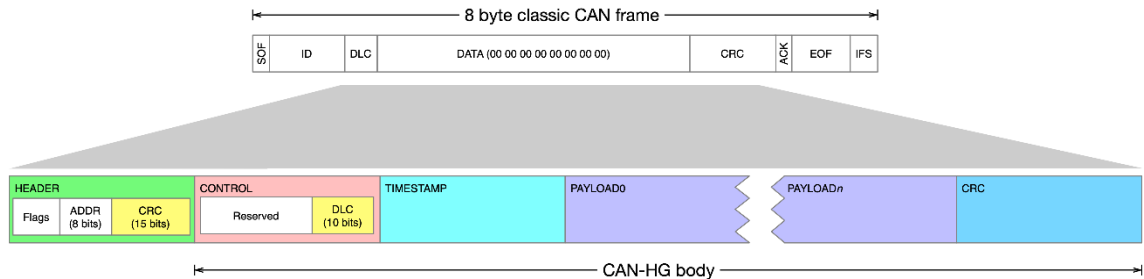 8 byte classic CAN frame
SOF ID DLC DATA (00 00 00 00 00 00 00 00) CRC ACK EOF IFS
HEADER CONTROL TIMESTAMP PAYLOAD0 PAYLOADn CRC
Flags ADDR CRC Reserved DLC
(8 bits) (15 bits) (10 bits)
CAN-HG body